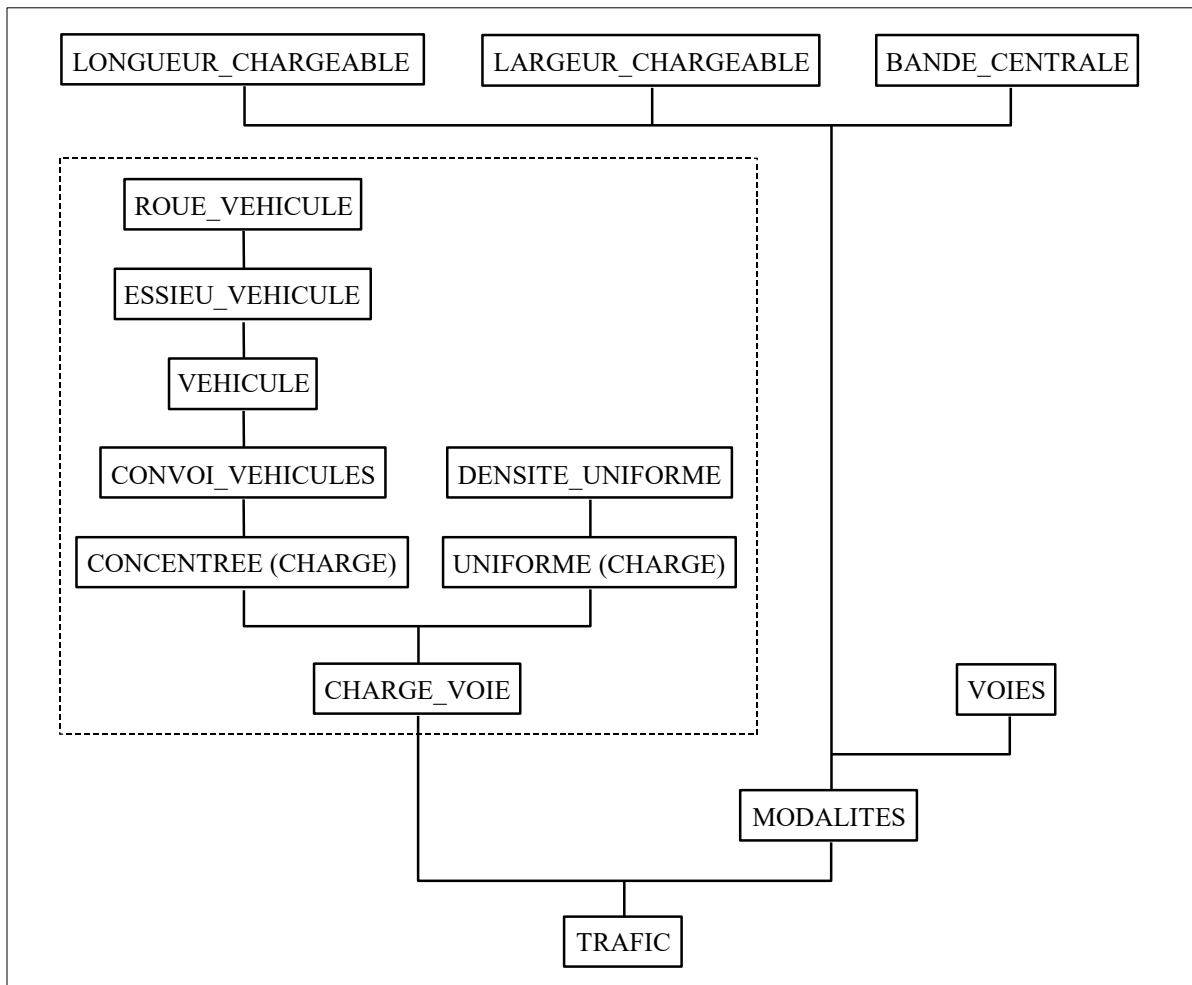 LONGUEUR_CHARGEABLE
LARGEUR_CHARGEABLE
BANDE_CENTRALE
ROUE_VEHICULE
ESSIEU_VEHICULE
VEHICULE
CONVOI_VEHICULES
DENSITE_UNIFORME
CONCENTREE (CHARGE)
UNIFORME (CHARGE)
CHARGE_VOIE
VOIES
MODALITES
TRAFIC